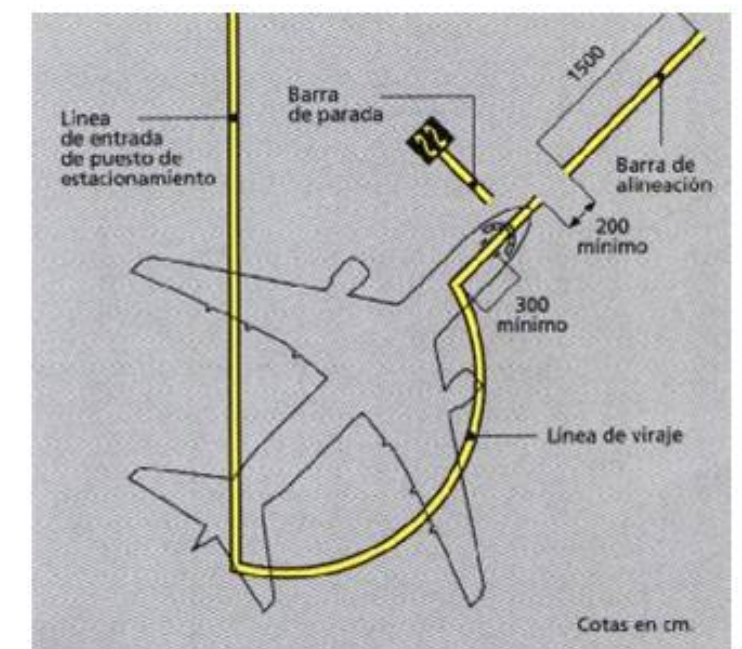 1500
Barra
de parada
Línea
de entrada
de puesto de
estacionamiento
22
Barra de
alineación
200
mínimo
300
mínimo
Línea de viraje
Cotas en cm.